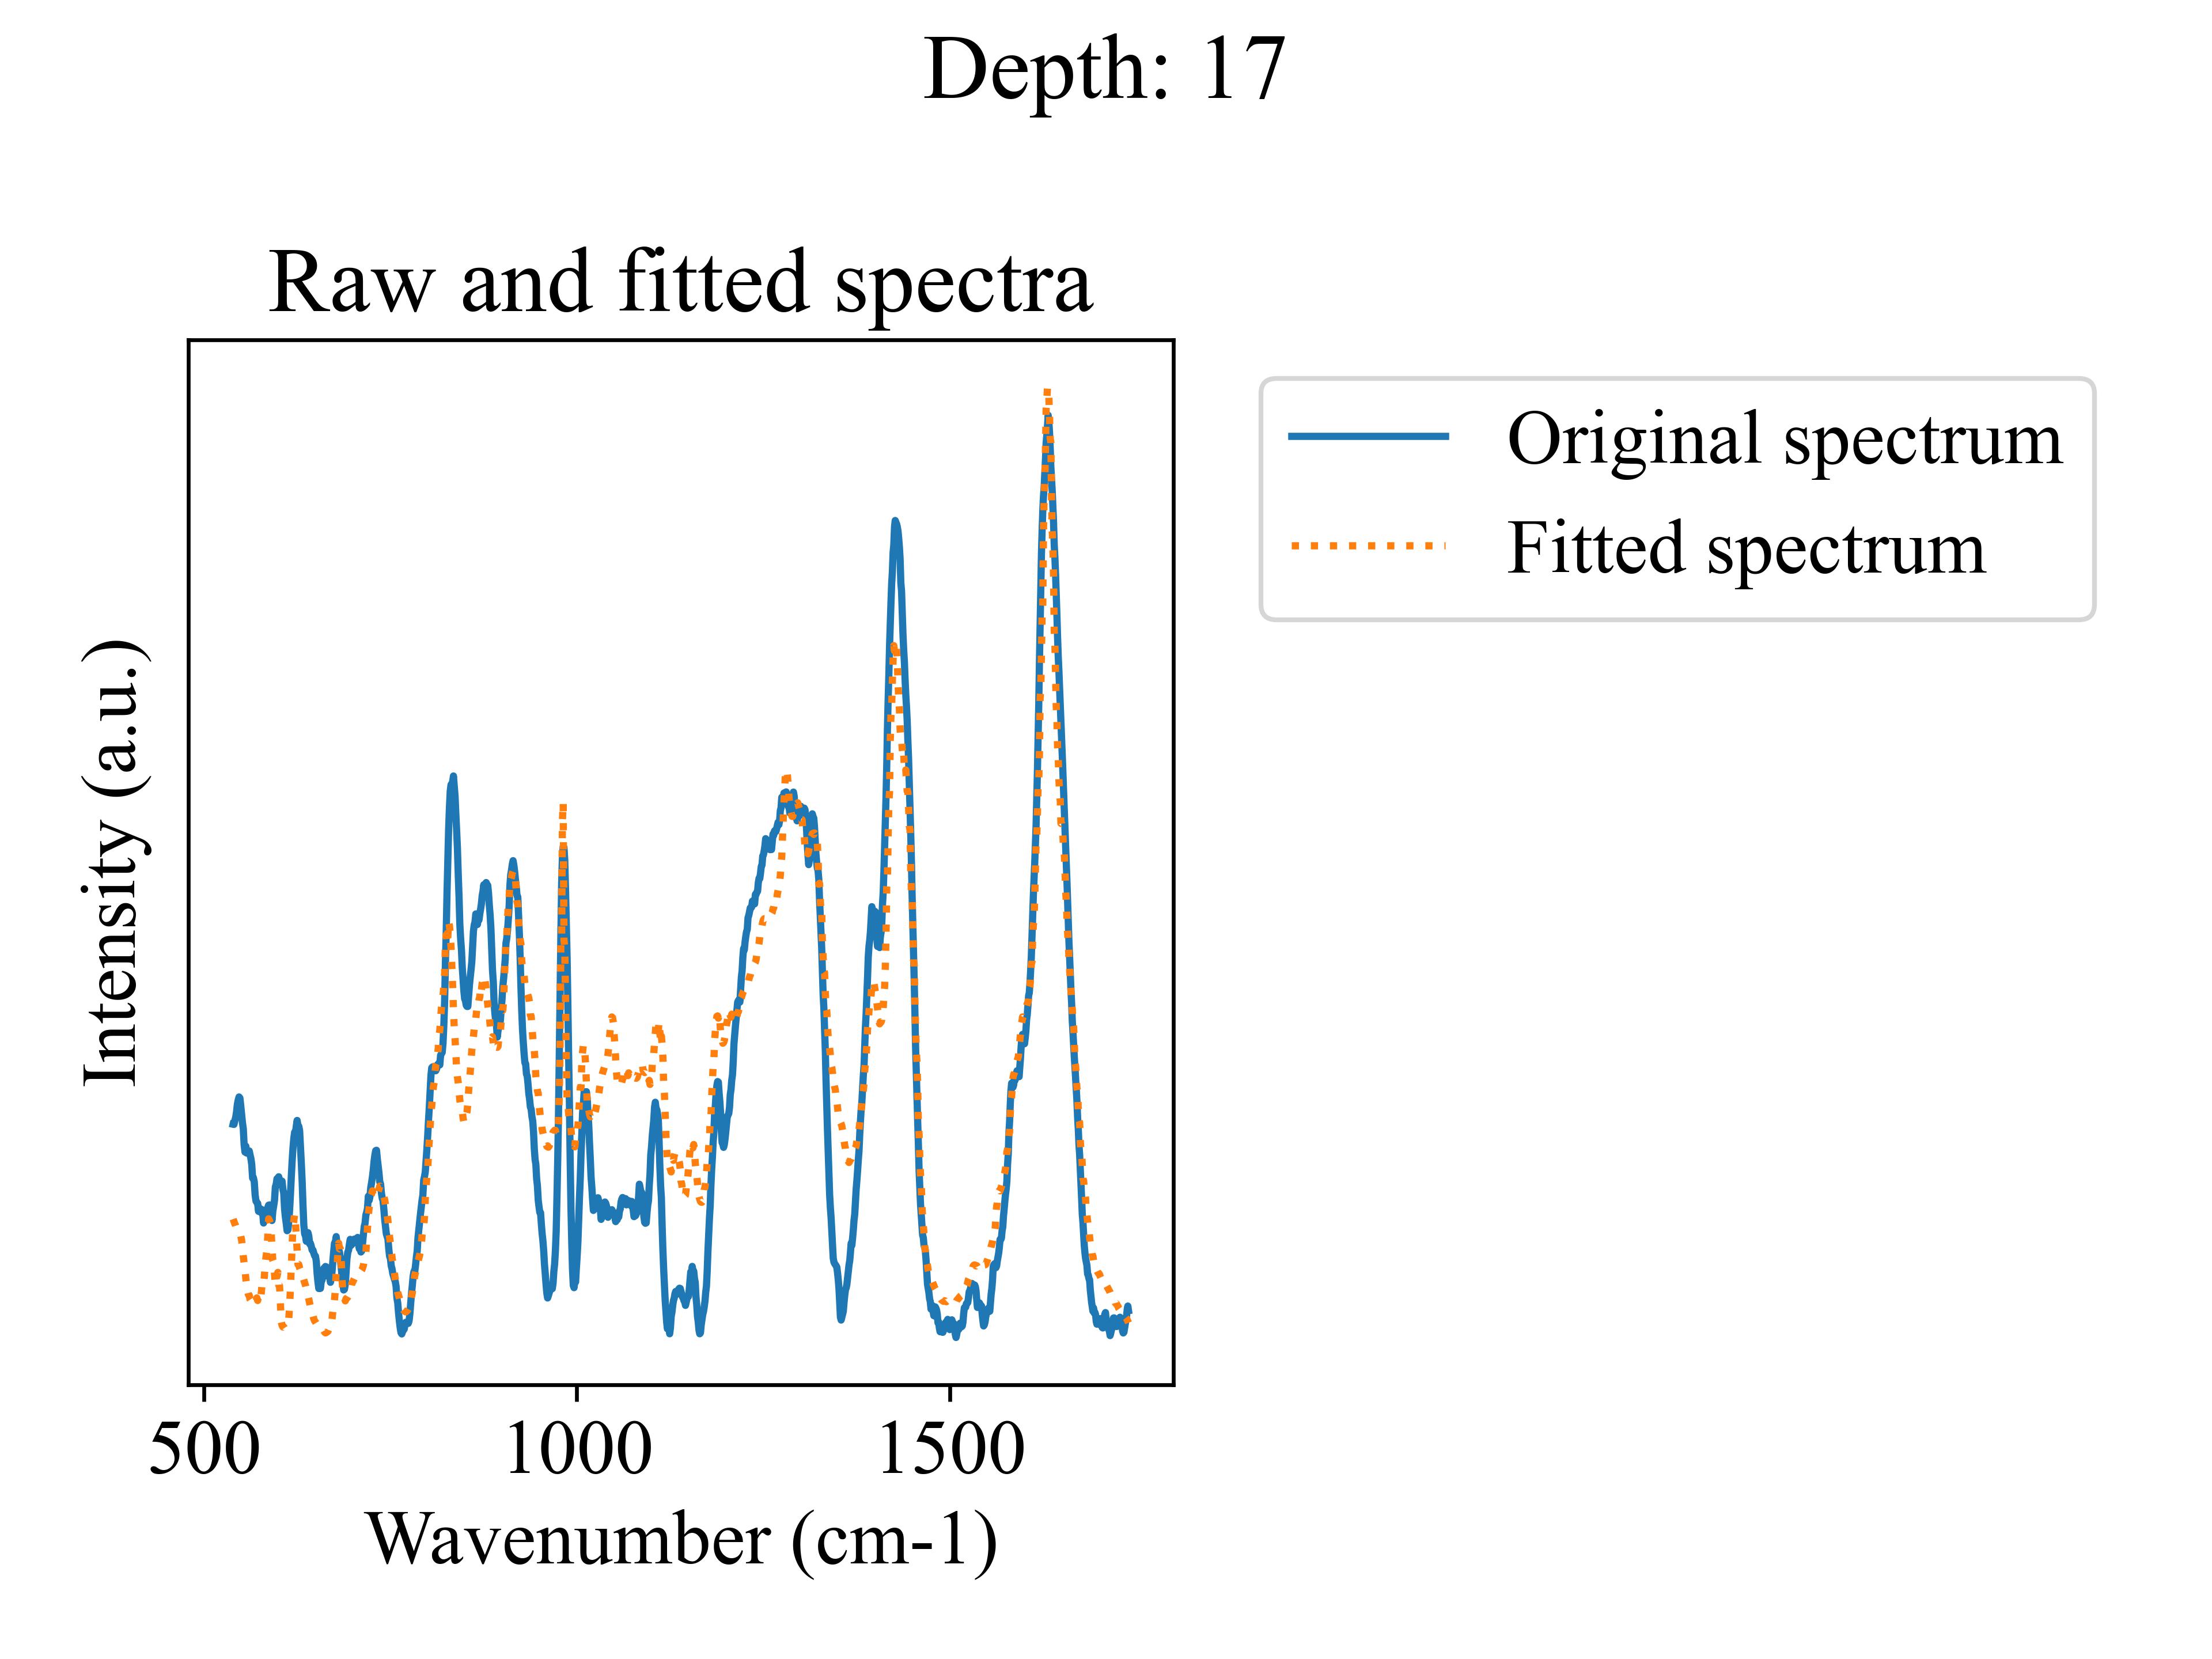 Depth: 17
Raw and fitted spectra
Original spectrum
Fitted spectrum
Intensity (a.u.)
500 1000 1500
Wavenumber (cm-1)